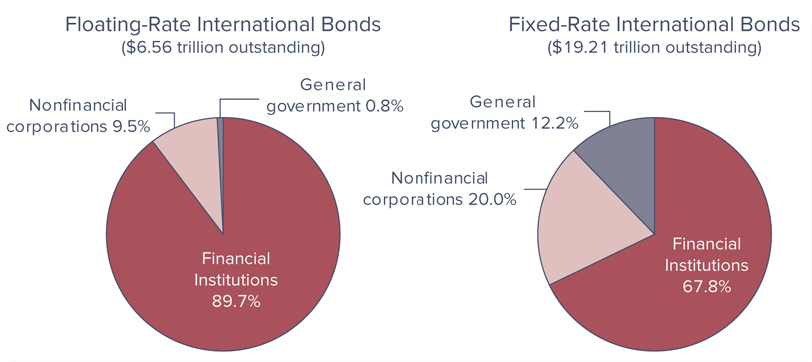 Floating-Rate International Bonds
($6.56 trillion outstanding)
General
government 0.8%
Nonfinancial
corporations 9.5%
Financial
Institutions
89.7%
Fixed-Rate International Bonds
($19.21 trillion outstanding)
General
government 12.2%
Nonfinancial
corporations 20.0%
Financial
Institutions
67.8%